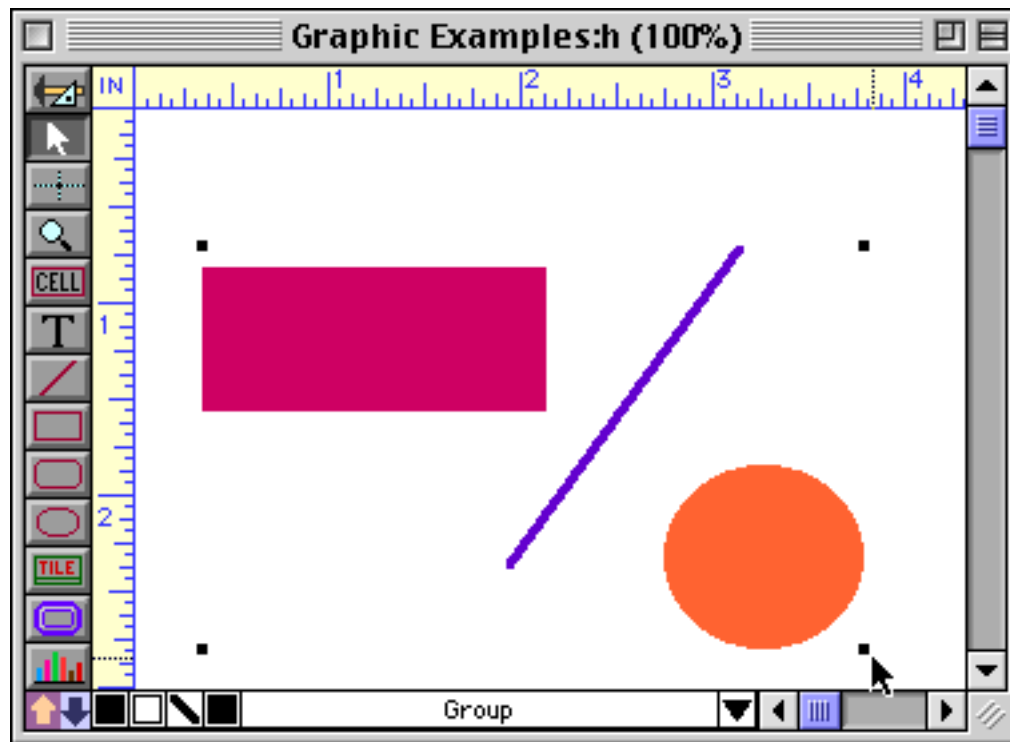 Graphic Examples:h (100%)
IN 1 2 3 4
CELL
1
T
2
TILE
Group